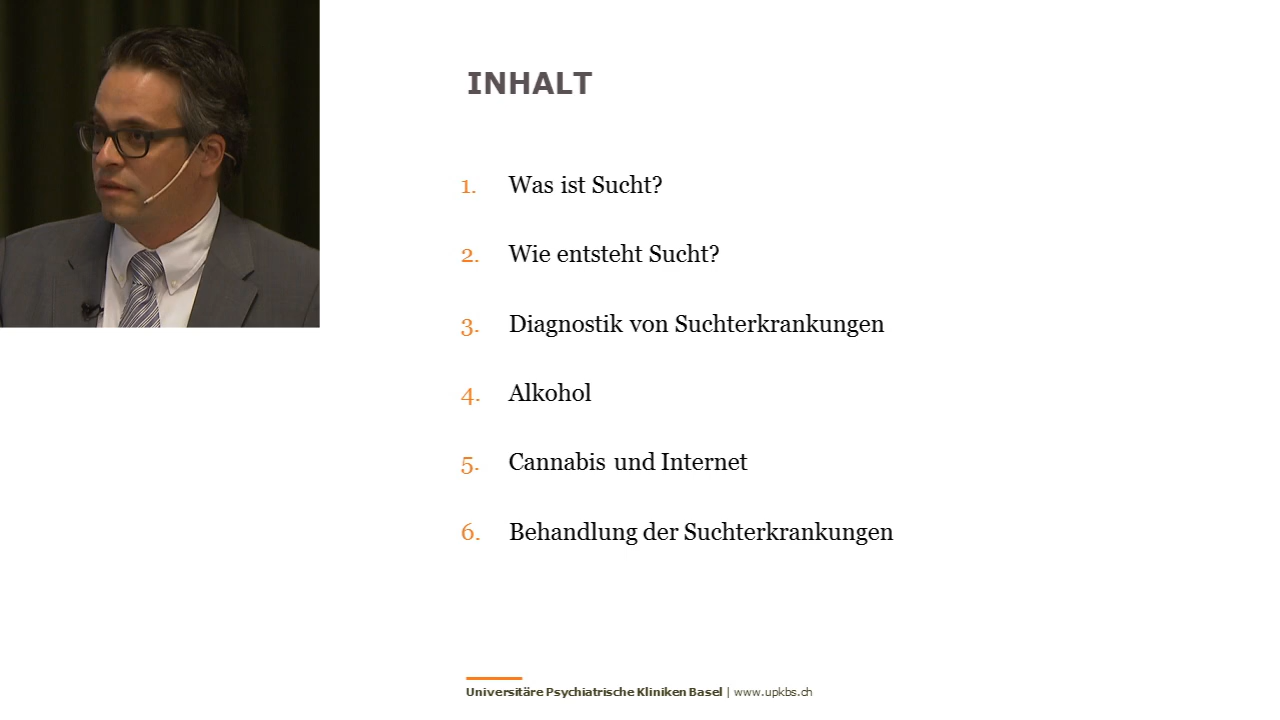 INHALT
1. Was ist Sucht?
2. Wie entsteht Sucht?
3. Diagnostik von Suchterkrankungen
4. Alkohol
5. Cannabis und Internet
6. Behandlung der Suchterkrankungen
Universitäre Psychiatrische Kliniken Basel | www.upkbs.ch